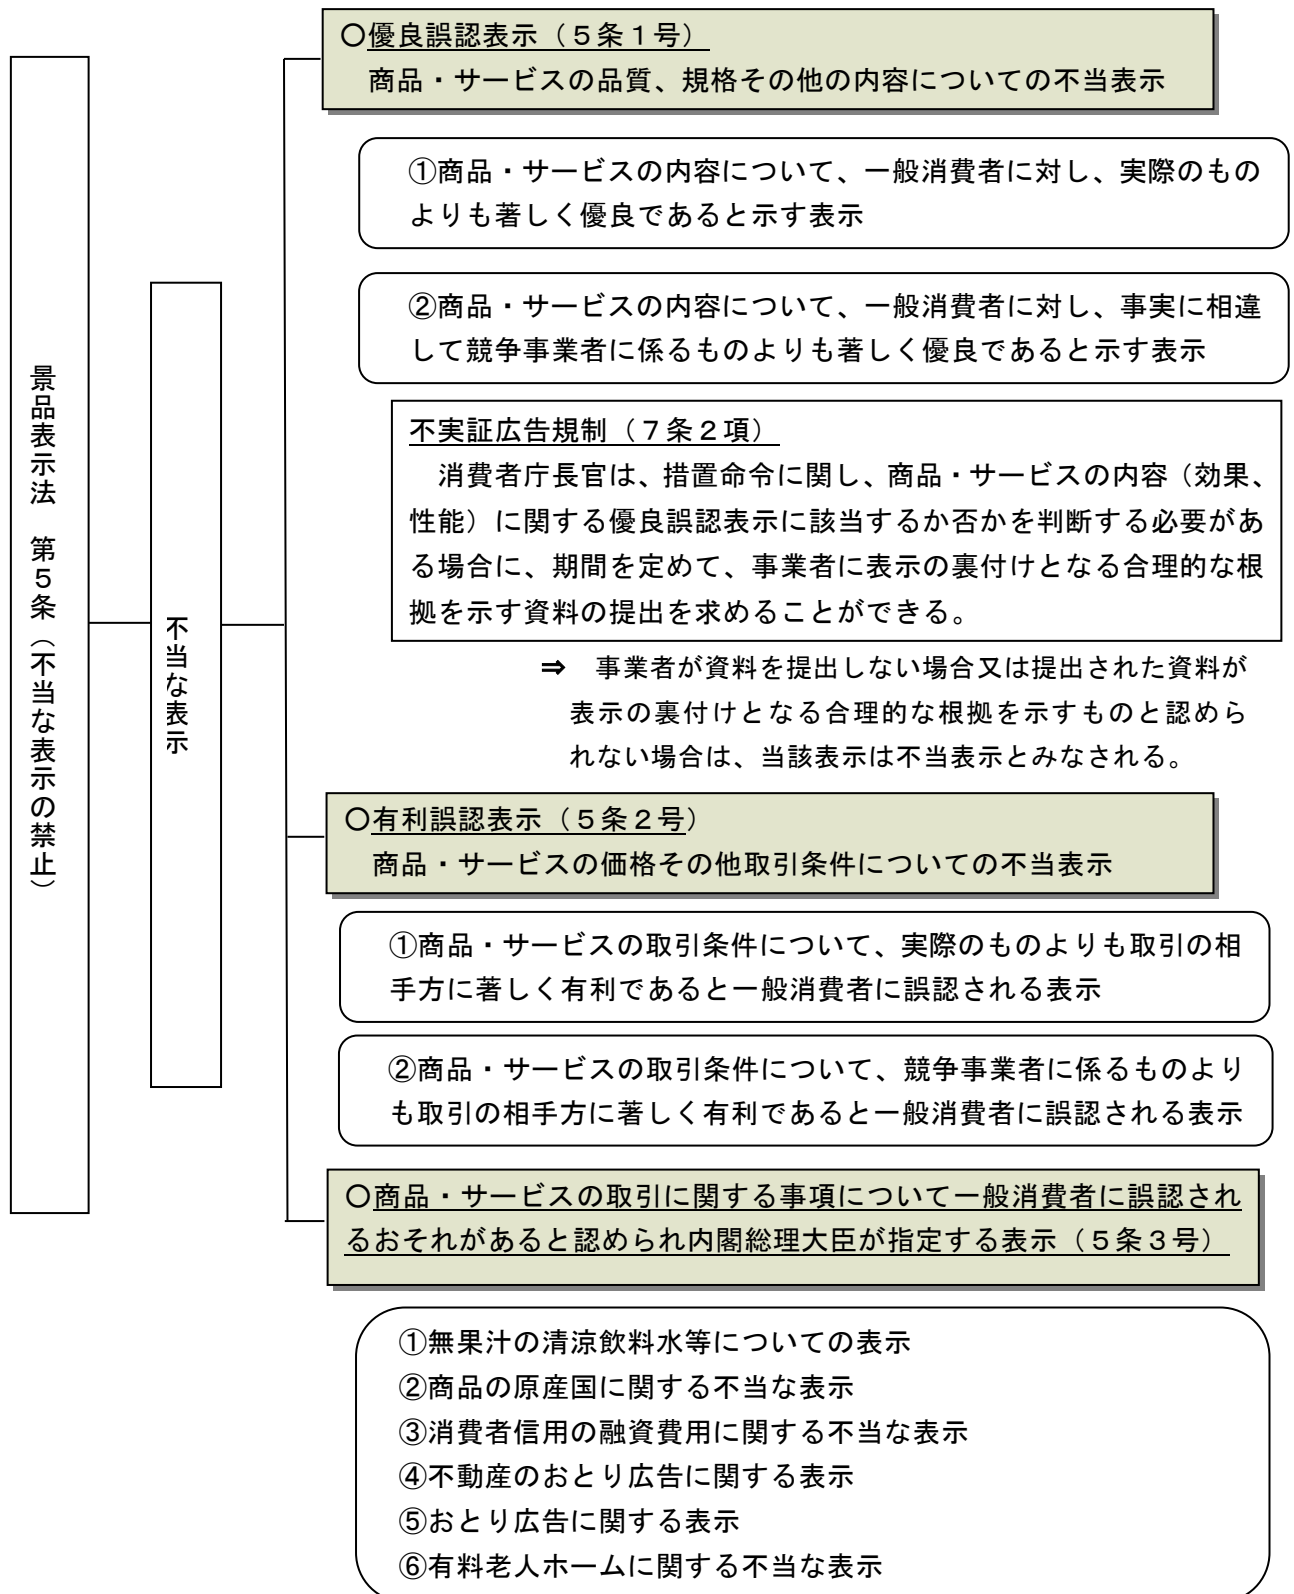 景品表示法　第５条（不当な表示の禁止）
不当な表示
〇優良誤認表示（５条１号）
商品・サービスの品質、規格その他の内容についての不当表示
①商品・サービスの内容について、一般消費者に対し、実際のもの
よりも著しく優良であると示す表示
②商品・サービスの内容について、一般消費者に対し、事実に相違
して競争事業者に係るものよりも著しく優良であると示す表示
不実証広告規制（７条２項）
消費者庁長官は、措置命令に関し、商品・サービスの内容（効果、
性能）に関する優良誤認表示に該当するか否かを判断する必要があ
る場合に、期間を定めて、事業者に表示の裏付けとなる合理的な根
拠を示す資料の提出を求めることができる。
⇒　事業者が資料を提出しない場合又は提出された資料が
表示の裏付けとなる合理的な根拠を示すものと認めら
れない場合は、当該表示は不当表示とみなされる。
〇有利誤認表示（５条２号）
商品・サービスの価格その他取引条件についての不当表示
①商品・サービスの取引条件について、実際のものよりも取引の相
手方に著しく有利であると一般消費者に誤認される表示
②商品・サービスの取引条件について、競争事業者に係るものより
も取引の相手方に著しく有利であると一般消費者に誤認される表示
〇商品・サービスの取引に関する事項について一般消費者に誤認され
るおそれがあると認められ内閣総理大臣が指定する表示（５条３号）
①無果汁の清涼飲料水等についての表示
②商品の原産国に関する不当な表示
③消費者信用の融資費用に関する不当な表示
④不動産のおとり広告に関する表示
⑤おとり広告に関する表示
⑥有料老人ホームに関する不当な表示